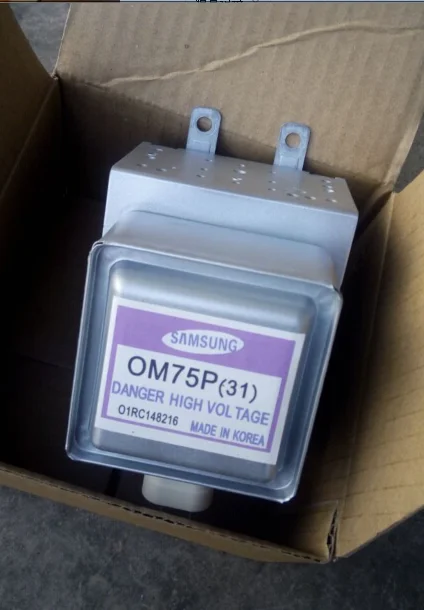 SAMSUNG
OM75P(31)
DANGER HIGH VOLTAGE
O1RC148216 MADE IN KOREA